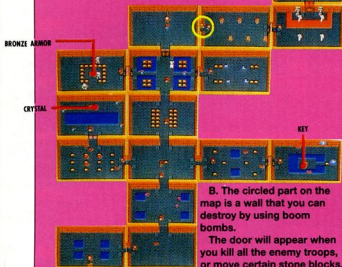 BRONZE ARMOR
CRYSTAL
KEY
B. The circled part on the
map is a wall that you can
destroy by using boom
bombs.
The door will appear when
you kill all the enemy troops,
or move certain stone blocks.